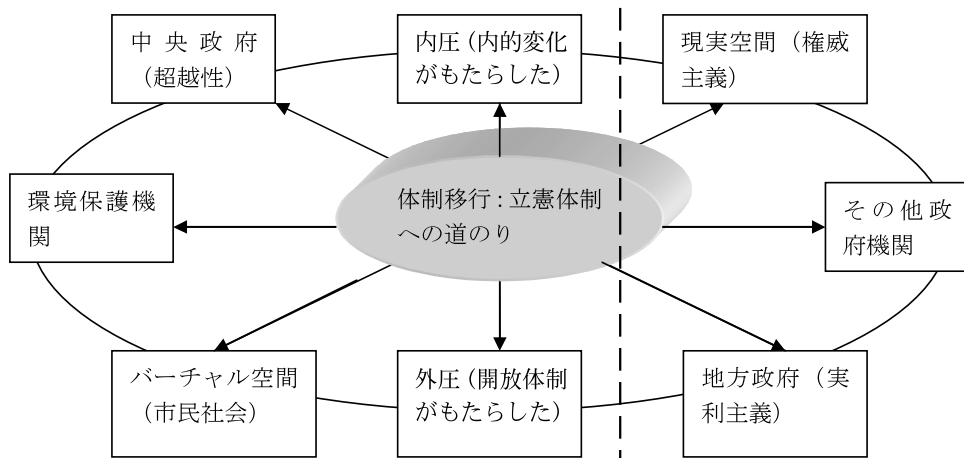 中央政府
（超越性）
内圧（内的変化
がもたらした）
現実空間（権威
主義）
環境保護機
関
体制移行：立憲体制
への道のり
その他政
府機関
バーチャル空間
（市民社会）
外圧（開放体制
がもたらした）
地方政府（実
利主義）